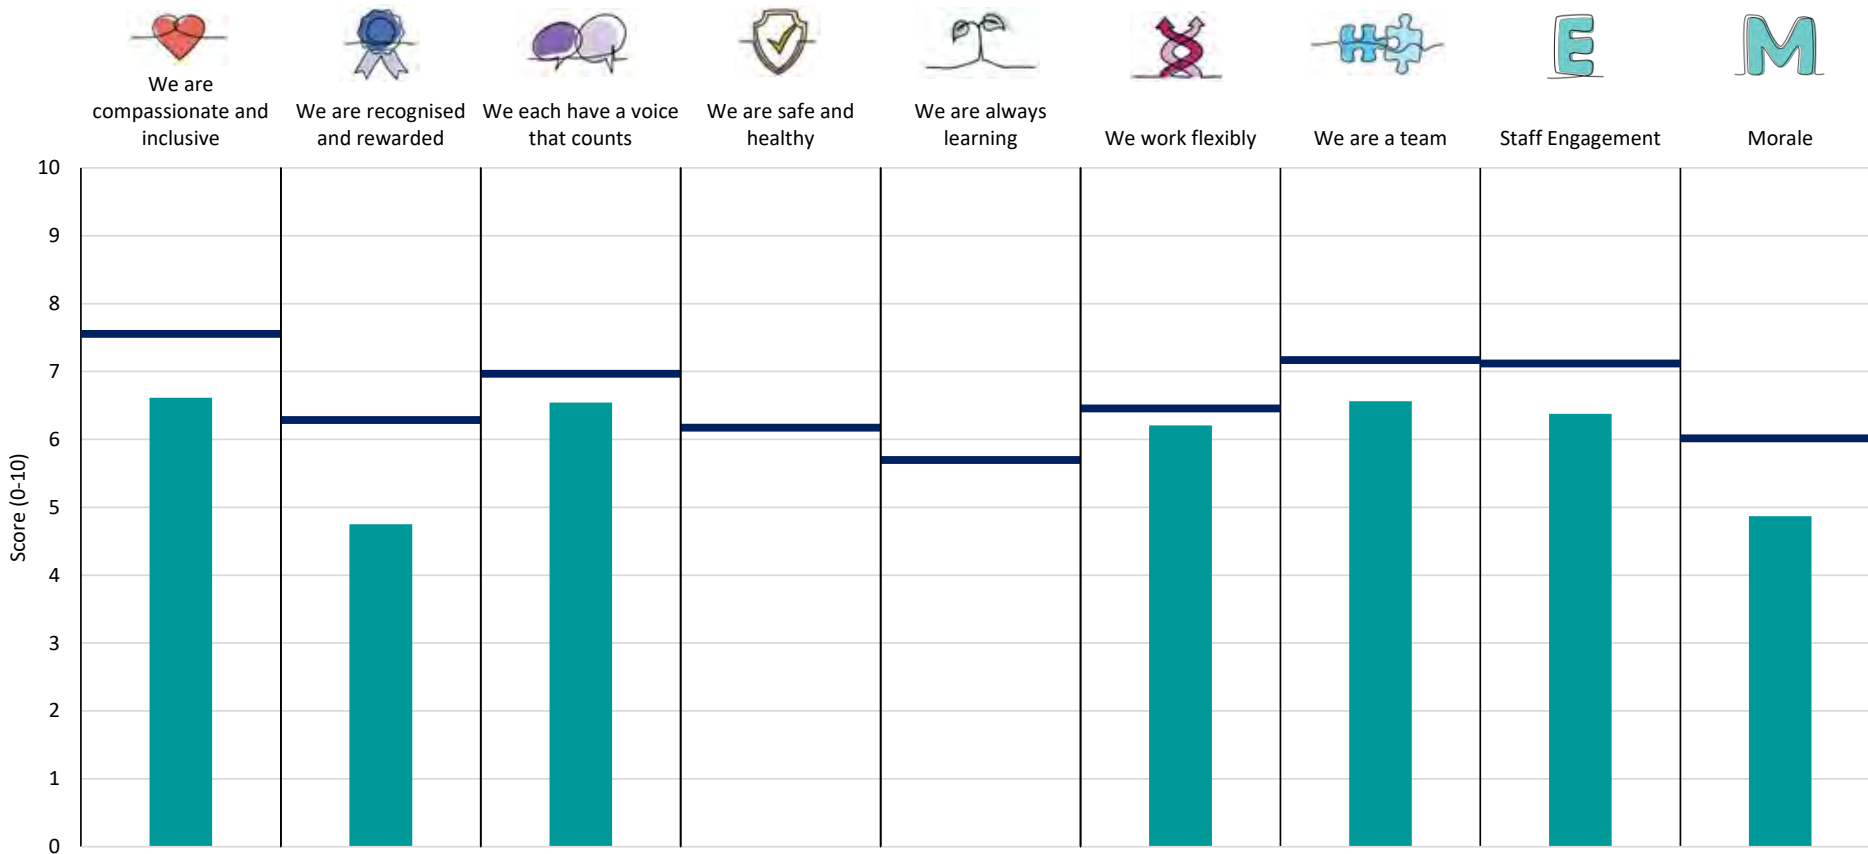 We are
compassionate and
inclusive
We are recognised
and rewarded
We each have a voice
that counts
We are safe and
healthy
We are always
learning
We work flexibly
We are a team
E
Staff Engagement
M
Morale
Score (0-10)
10
9
8
7
6
5
4
3
2
1
0